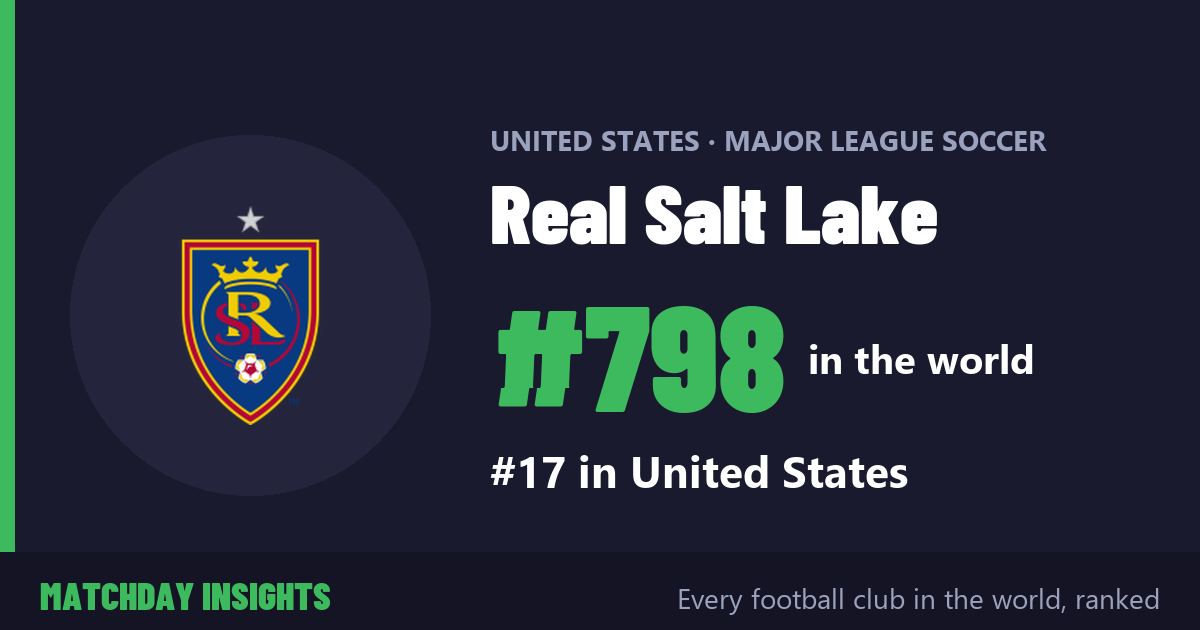 UNITED STATES · MAJOR LEAGUE SOCCER
Real Salt Lake
RSL
#798 in the world
#17 in United States
MATCHDAY INSIGHTS
Every football club in the world, ranked